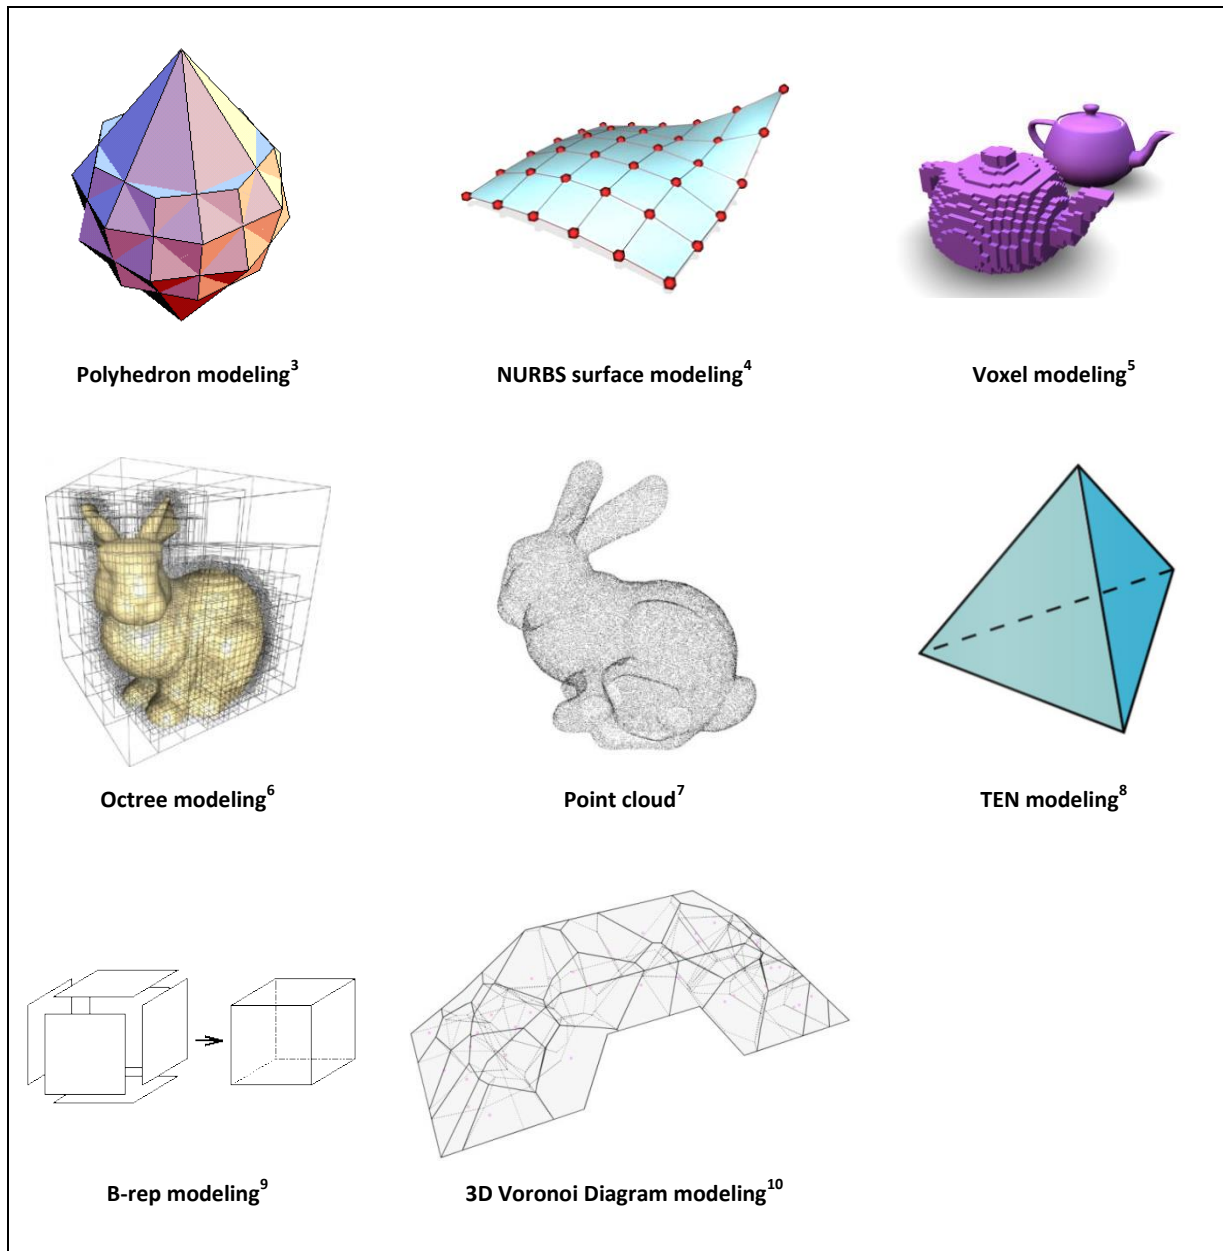 Polyhedron modeling3
NURBS surface modeling4
Voxel modeling5
Octree modeling6
Point cloud7
TEN modeling8
B-rep modeling9
3D Voronoi Diagram modeling10